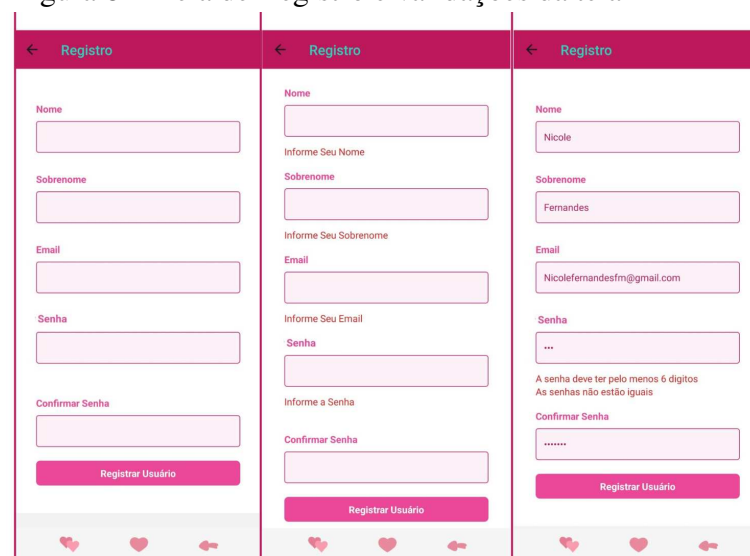 Registro
Nome
Sobrenome
Email
Senha
Confirmar Senha
Registrar Usuário
Registro
Nome
Informe Seu Nome
Sobrenome
Informe Seu Sobrenome
Email
Informe Seu Email
Senha
Informe a Senha
Confirmar Senha
Registrar Usuário
Registro
Nome
Nicole
Sobrenome
Fernandes
Email
Nicolefernandesfm@gmail.com
Senha
•••
A senha deve ter pelo menos 6 digitos
As senhas não estão iguais
Confirmar Senha
•••••••
Registrar Usuário